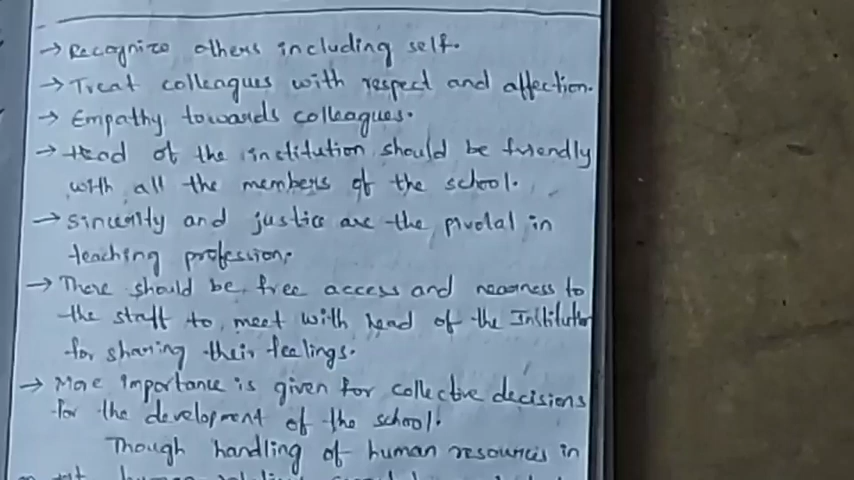 → Recognize others including self.
→ Treat colleagues with respect and affection.
→ Empathy towards colleagues.
→ Head of the institution should be friendly
with all the members of the school.
→ Sincerity and justice are the pivotal in
teaching profession.
→ There should be free access and nearness to
the staff to meet with head of the Institution
for sharing their feelings.
→ More importance is given for collective decisions
for the development of the school.
Though handling of human resources in
human